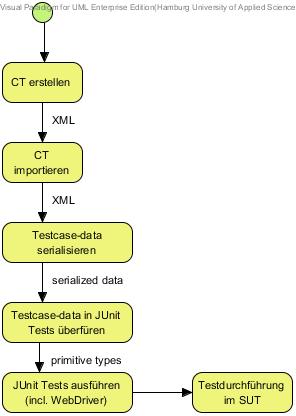 Visual Paradigm for UML Enterprise Edition(Hamburg University of Applied Science
CT erstellen
XML
CT
importieren
XML
Testcase-data
serialisieren
serialized data
Testcase-data in JUnit
Tests überfüren
primitive types
JUnit Tests ausführen
(incl. WebDriver)
Testdurchführung
im SUT